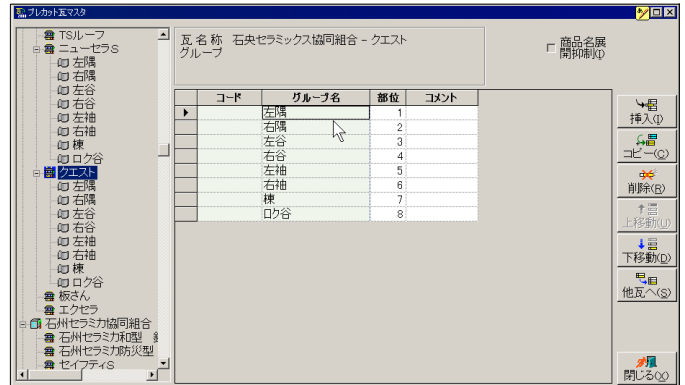 プレカット瓦マスタ
TSルーフ
ニューセラS
左隅
右隅
左谷
右谷
左袖
右袖
棟
ロク谷
クエスト
左隅
右隅
左谷
右谷
左袖
右袖
棟
ロク谷
板さん
エクセラ
石州セラミカ協同組合
石州セラミカ和型
石州セラミカ防災型
セイフティS
瓦 名 称 石央セラミックス協同組合 - クエスト
グループ
商品名展
開抑制(I)
コード グループ名 部位 コメント
左隅 1
右隅 2
左谷 3
右谷 4
左袖 5
右袖 6
棟 7
ロク谷 8
挿入(I)
コピー(C)
削除(R)
上移動(U)
下移動(D)
他瓦へ(S)
閉じる(X)